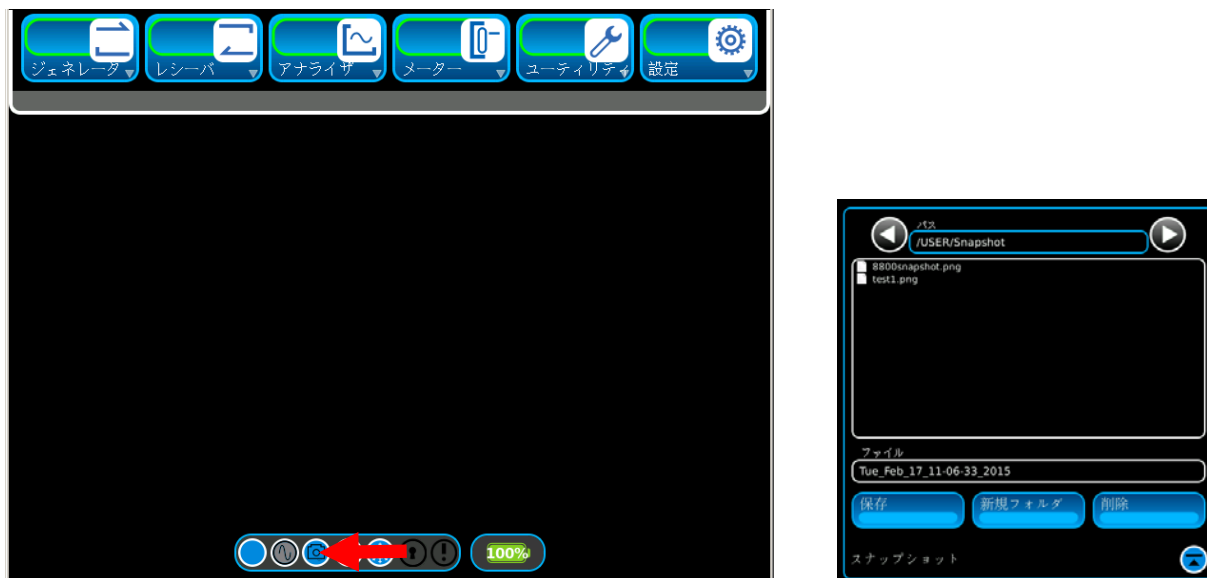 ジェネレータ レシーバ アナライザ メーター ユーティリティ 設定
100%
パス
/USER/Snapshot
8800snapshot.png
test1.png
ファイル
Tue_Feb_17_11-06-33_2015
保存 新規フォルダ 削除
スナップショット